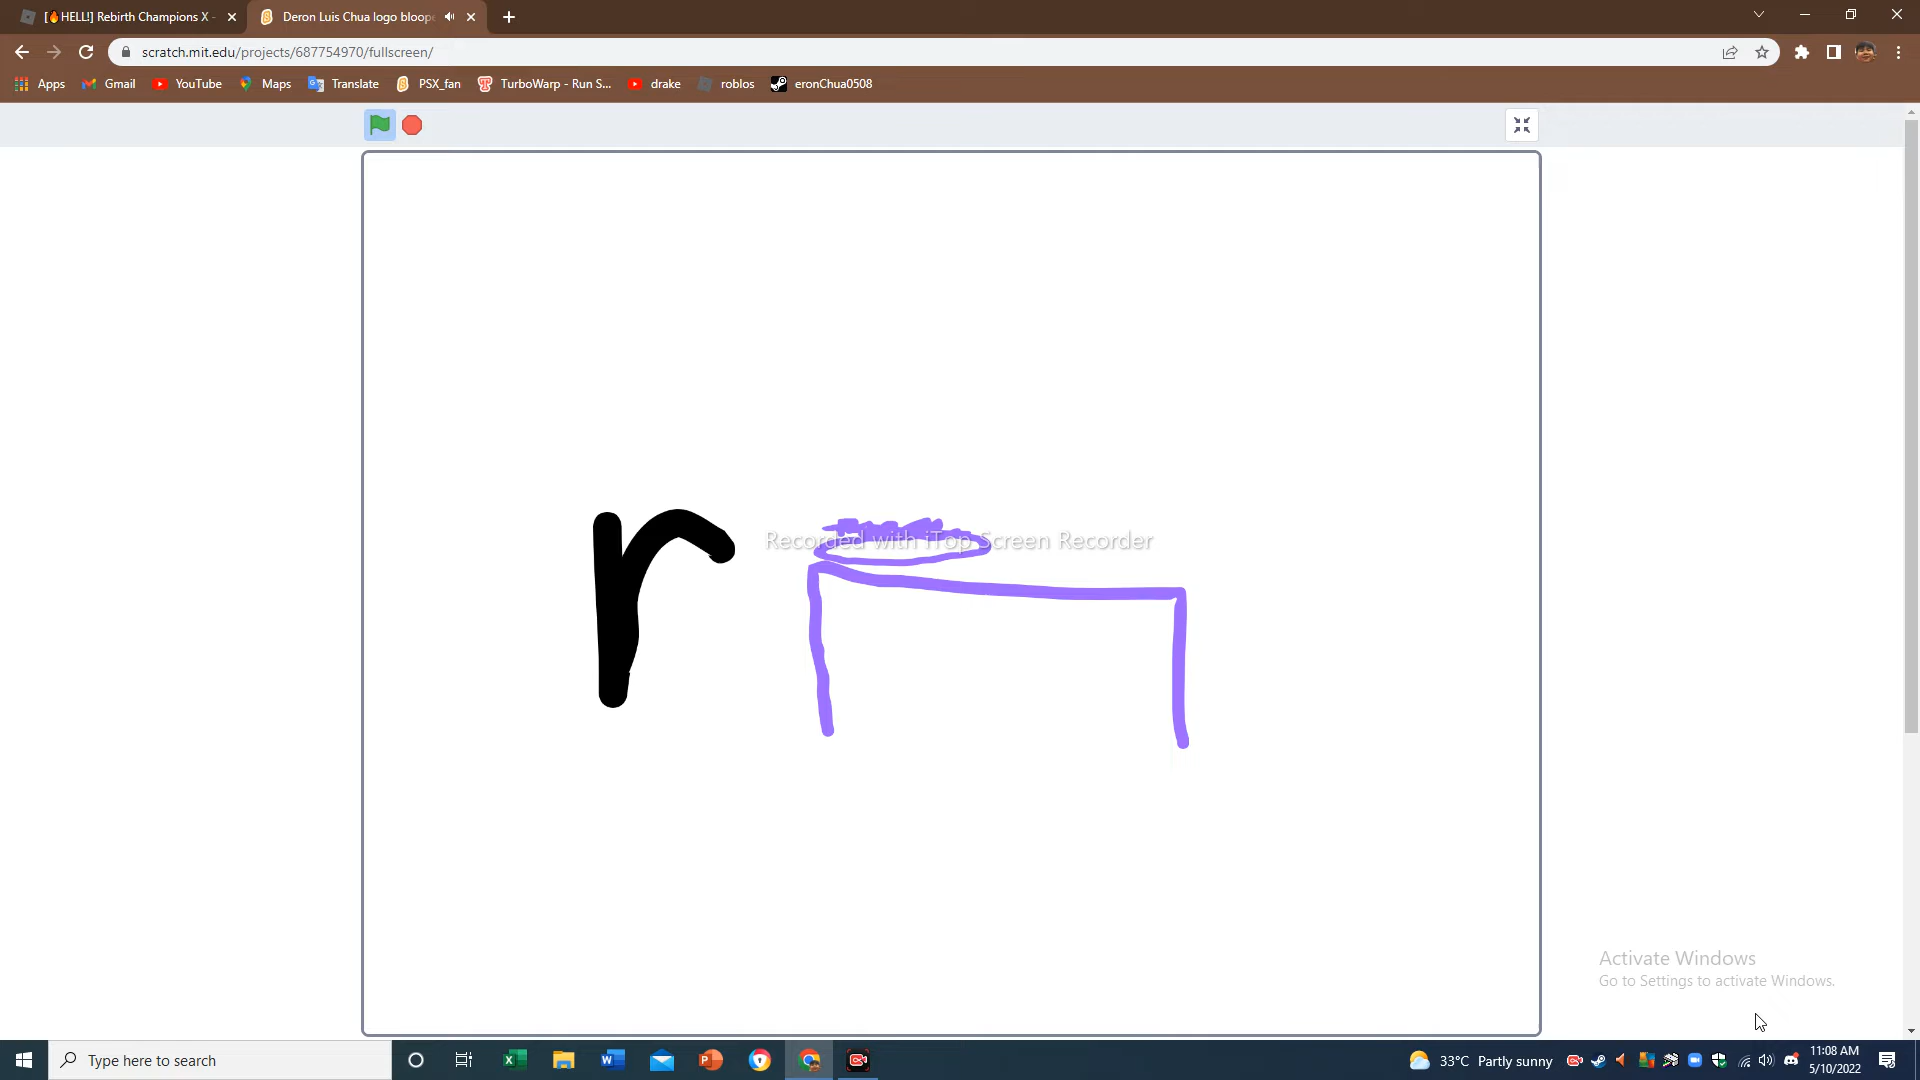 [🔥HELL!] Rebirth Champions X -
Deron Luis Chua logo bloope
scratch.mit.edu/projects/687754970/fullscreen/
Apps
Gmail
YouTube
Maps
Translate
PSX_fan
TurboWarp - Run S...
drake
roblos
eronChua0508
r
Recorded with iTop Screen Recorder
Activate Windows
Go to Settings to activate Windows.
Type here to search
33°C Partly sunny
11:08 AM
5/10/2022